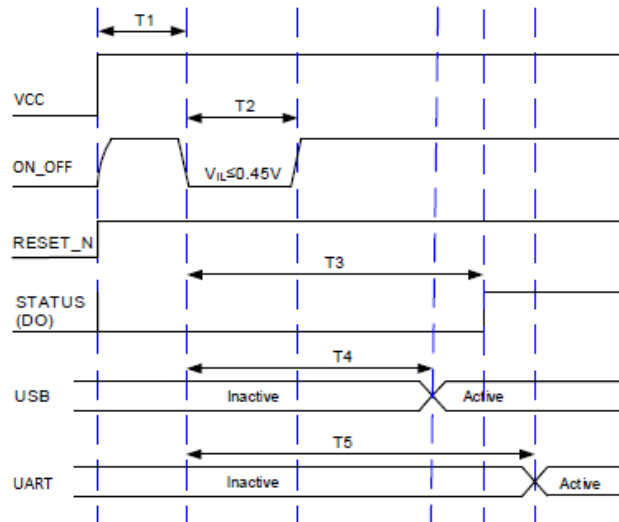 T1
VCC
T2
ON_OFF
VIL≤0.45V
RESET_N
T3
STATUS
(DO)
T4
USB
Inactive
Active
T5
UART
Inactive
Active